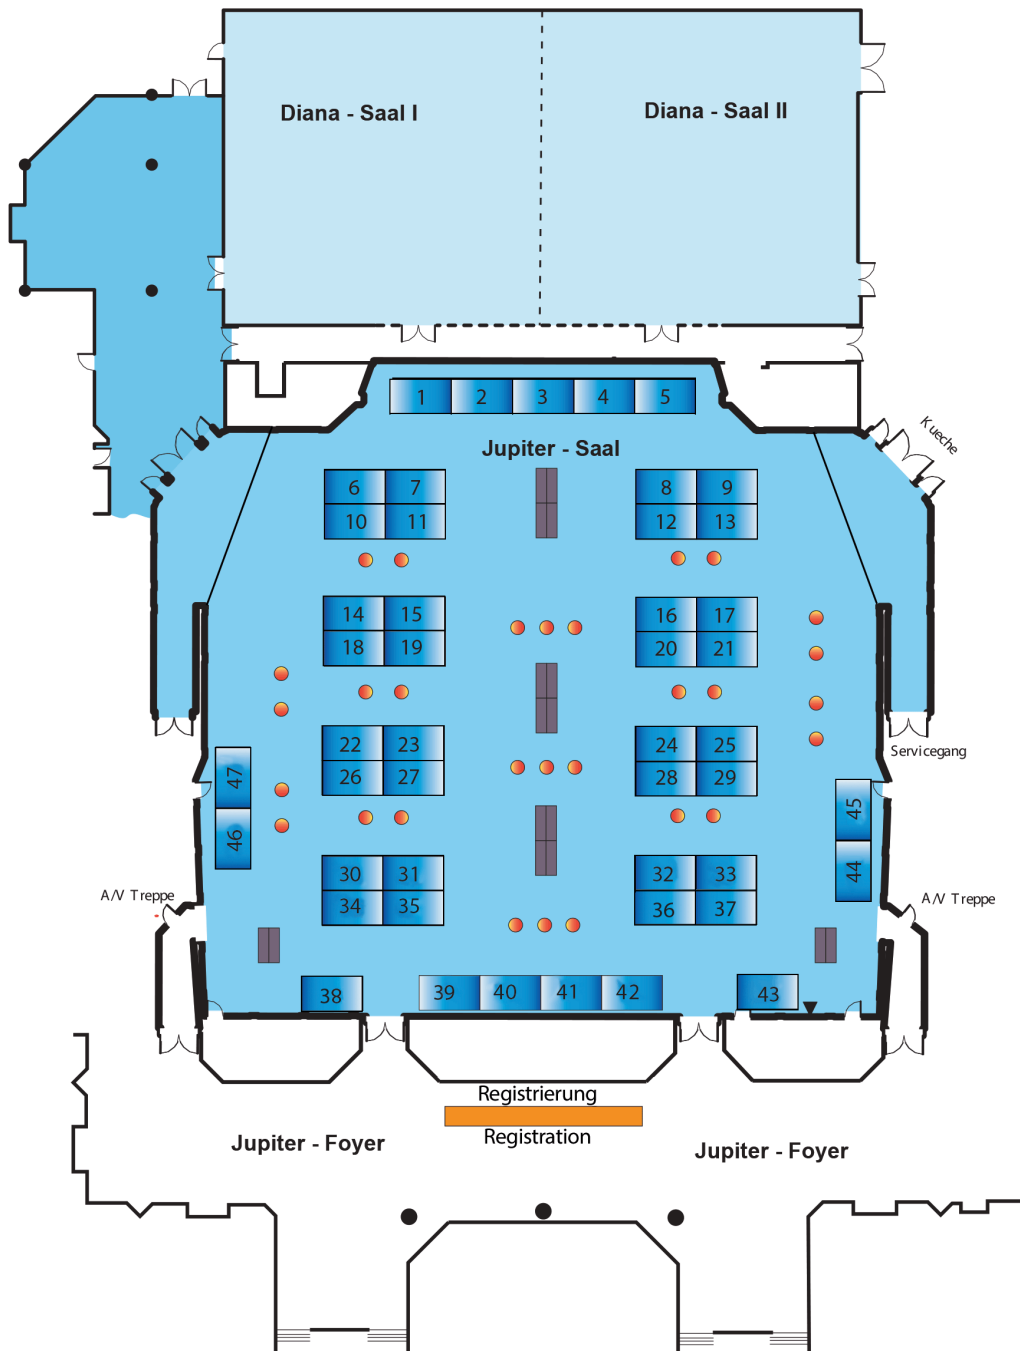 Diana - Saal I
Diana - Saal II
1 2 3 4 5
Kueche
Jupiter - Saal
6 7 8 9
10 11 12 13
14 15 16 17
18 19 20 21
Servicegang
22 23 24 25
26 27 28 29
47 45
46 44
30 31 32 33
34 35 36 37
A/V Treppe
A/V Treppe
38 39 40 41 42 43
Registrierung
Registration
Jupiter - Foyer
Jupiter - Foyer